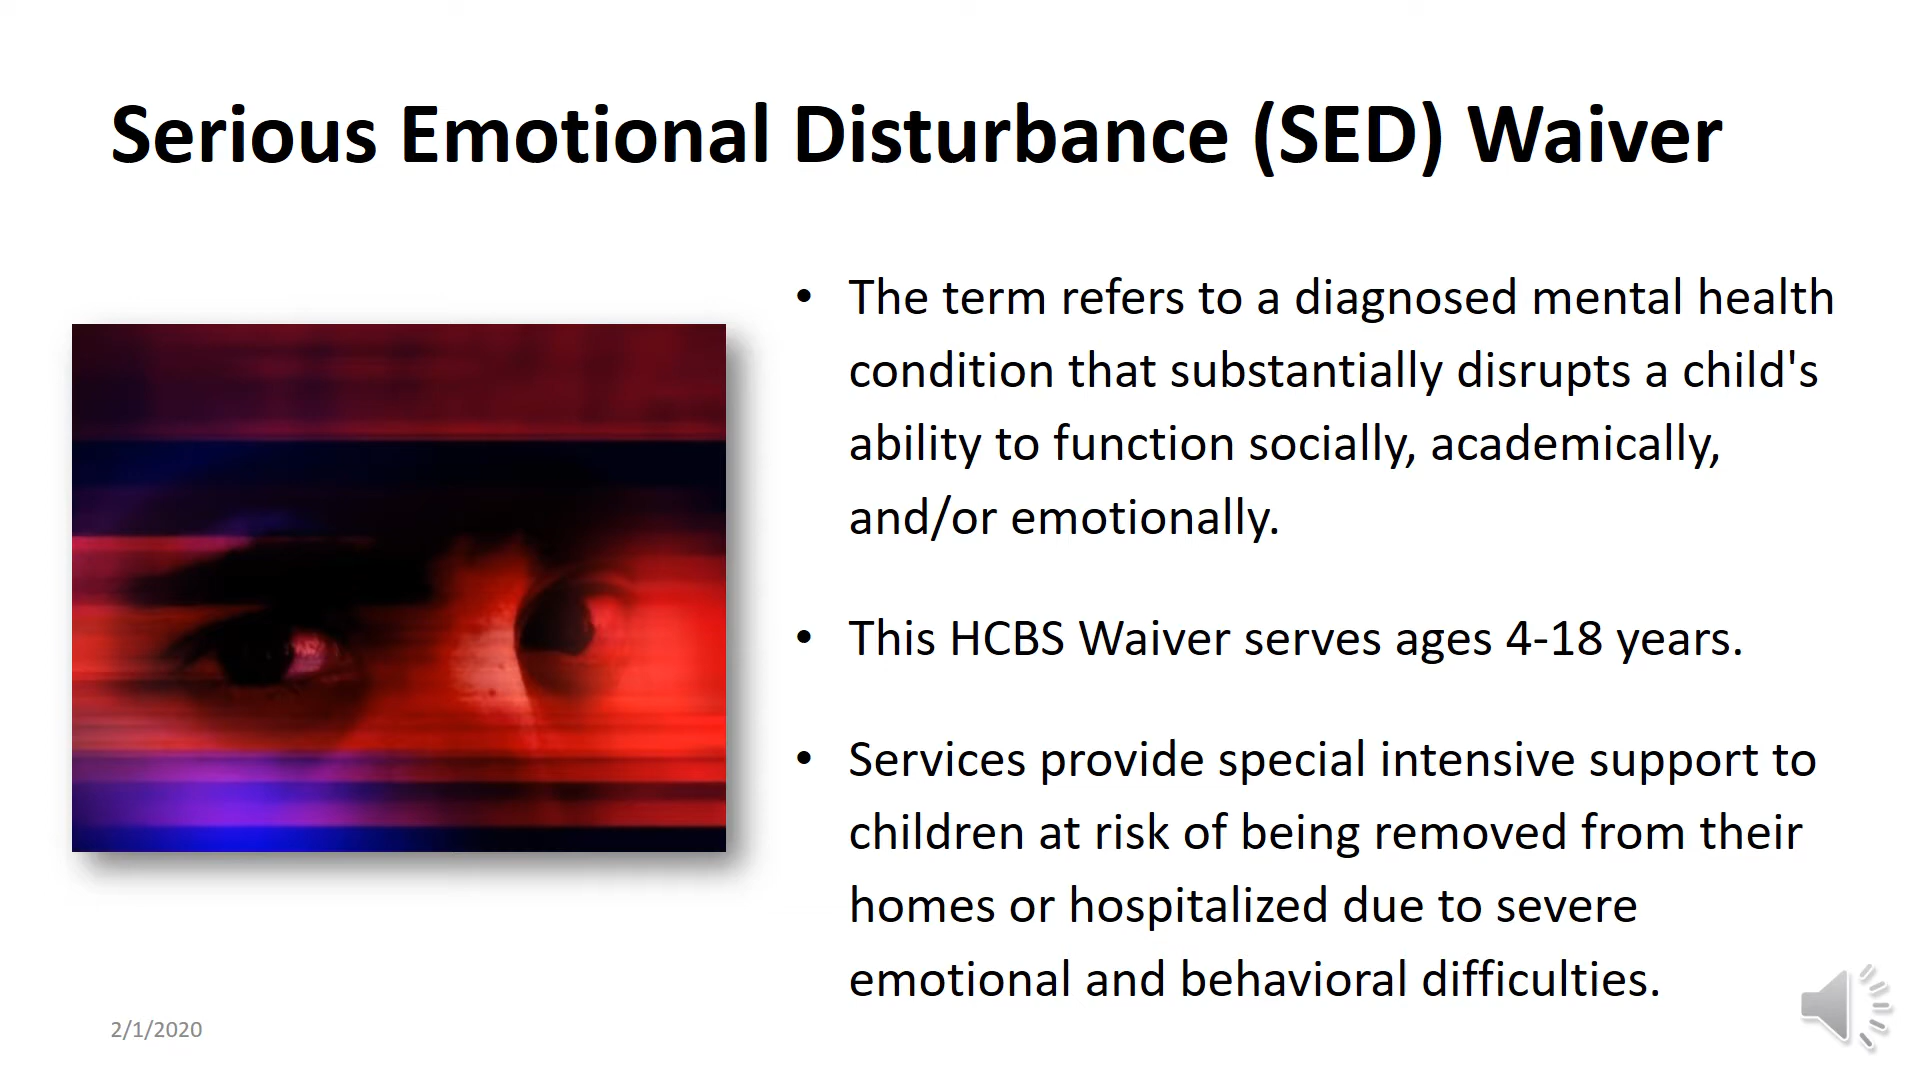 Serious Emotional Disturbance (SED) Waiver
• The term refers to a diagnosed mental health
condition that substantially disrupts a child's
ability to function socially, academically,
and/or emotionally.
• This HCBS Waiver serves ages 4-18 years.
• Services provide special intensive support to
children at risk of being removed from their
homes or hospitalized due to severe
emotional and behavioral difficulties.
2/1/2020